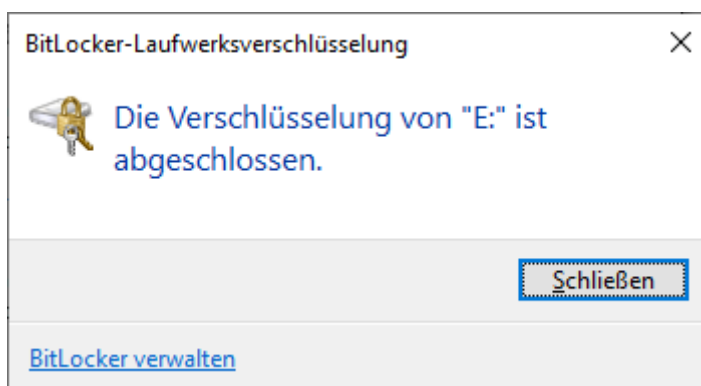 BitLocker-Laufwerksverschlüsselung
Die Verschlüsselung von "E:" ist
abgeschlossen.
Schließen
BitLocker verwalten